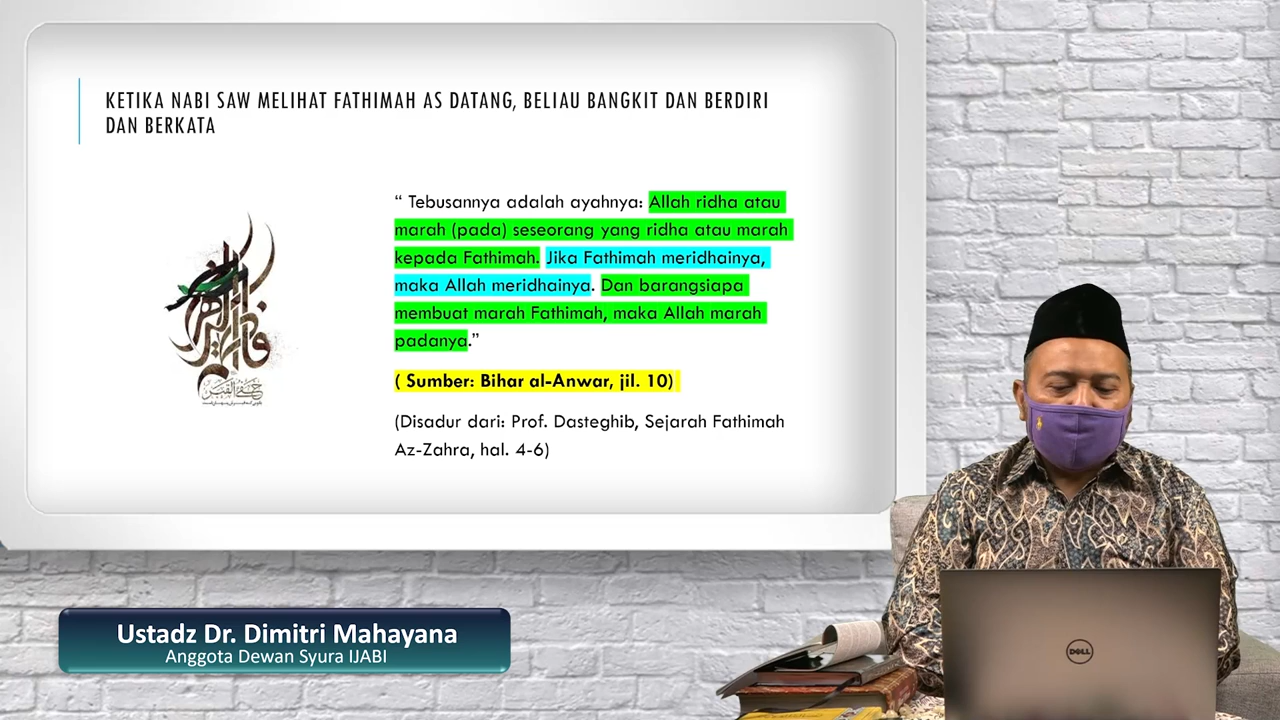 KETIKA NABI SAW MELIHAT FATHIMAH AS DATANG, BELIAU BANGKIT DAN BERDIRI
DAN BERKATA
“ Tebusannya adalah ayahnya: Allah ridha atau
marah (pada) seseorang yang ridha atau marah
kepada Fathimah. Jika Fathimah meridhainya,
maka Allah meridhainya. Dan barangsiapa
membuat marah Fathimah, maka Allah marah
padanya.”
( Sumber: Bihar al-Anwar, jil. 10)
(Disadur dari: Prof. Dasteghib, Sejarah Fathimah
Az-Zahra, hal. 4-6)
Ustadz Dr. Dimitri Mahayana
Anggota Dewan Syura IJABI
DELL